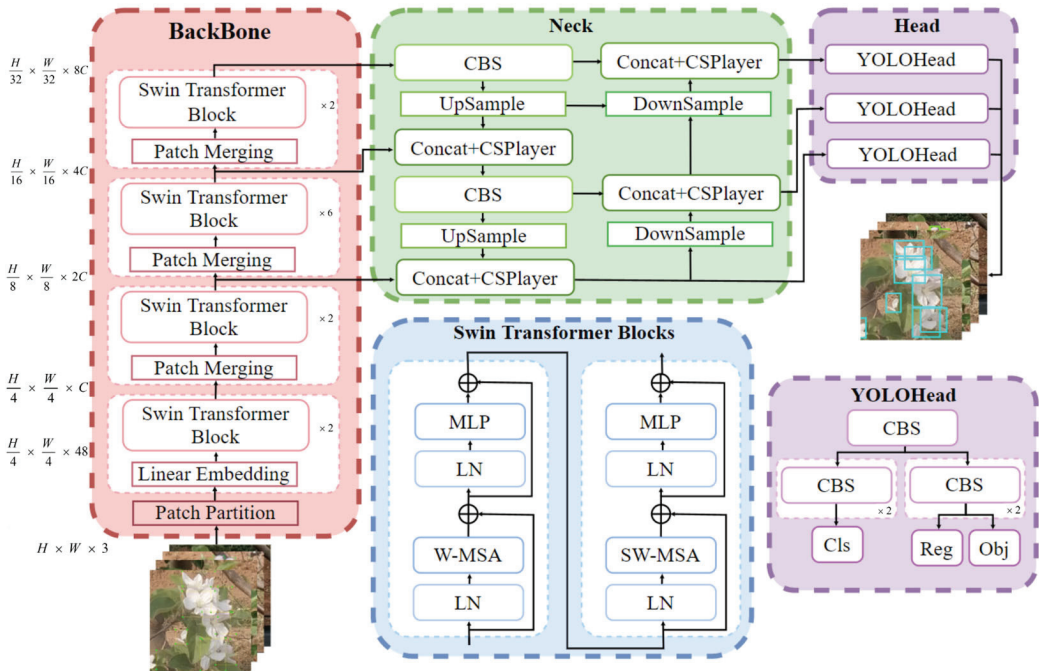 BackBone
H/32 × W/32 × 8C
Swin Transformer
Block
×2
Patch Merging
H/16 × W/16 × 4C
Swin Transformer
Block
×6
Patch Merging
H/8 × W/8 × 2C
Swin Transformer
Block
×2
Patch Merging
H/4 × W/4 × C
Swin Transformer
Block
×2
H/4 × W/4 × 48
Linear Embedding
Patch Partition
H × W × 3
Neck
CBS
Concat+CSPlayer
UpSample
DownSample
Concat+CSPlayer
CBS
Concat+CSPlayer
UpSample
DownSample
Concat+CSPlayer
Head
YOLOHead
YOLOHead
YOLOHead
Swin Transformer Blocks
MLP
LN
W-MSA
LN
MLP
LN
SW-MSA
LN
YOLOHead
CBS
CBS
×2
CBS
×2
Cls
Reg
Obj